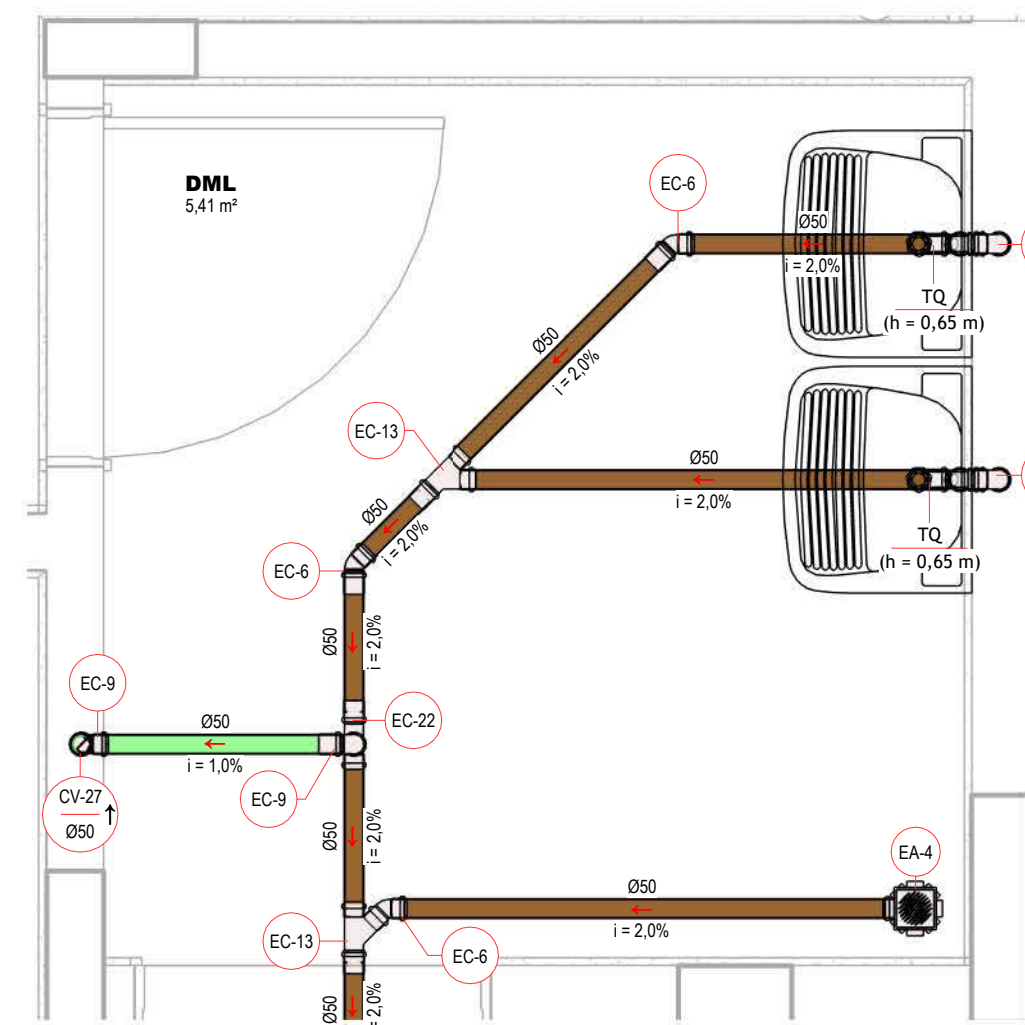 DML
5,41 m²
EC-6
Ø50
i = 2,0%
TQ
(h = 0,65 m)
Ø50
i = 2,0%
EC-13
Ø50
i = 2,0%
TQ
(h = 0,65 m)
Ø50
i = 2,0%
EC-6
Ø50
i = 2,0%
EC-9
EC-22
Ø50
i = 1,0%
EC-9
CV-27
Ø50
Ø50
i = 2,0%
EA-4
Ø50
i = 2,0%
EC-13
EC-6
Ø50
= 2,0%